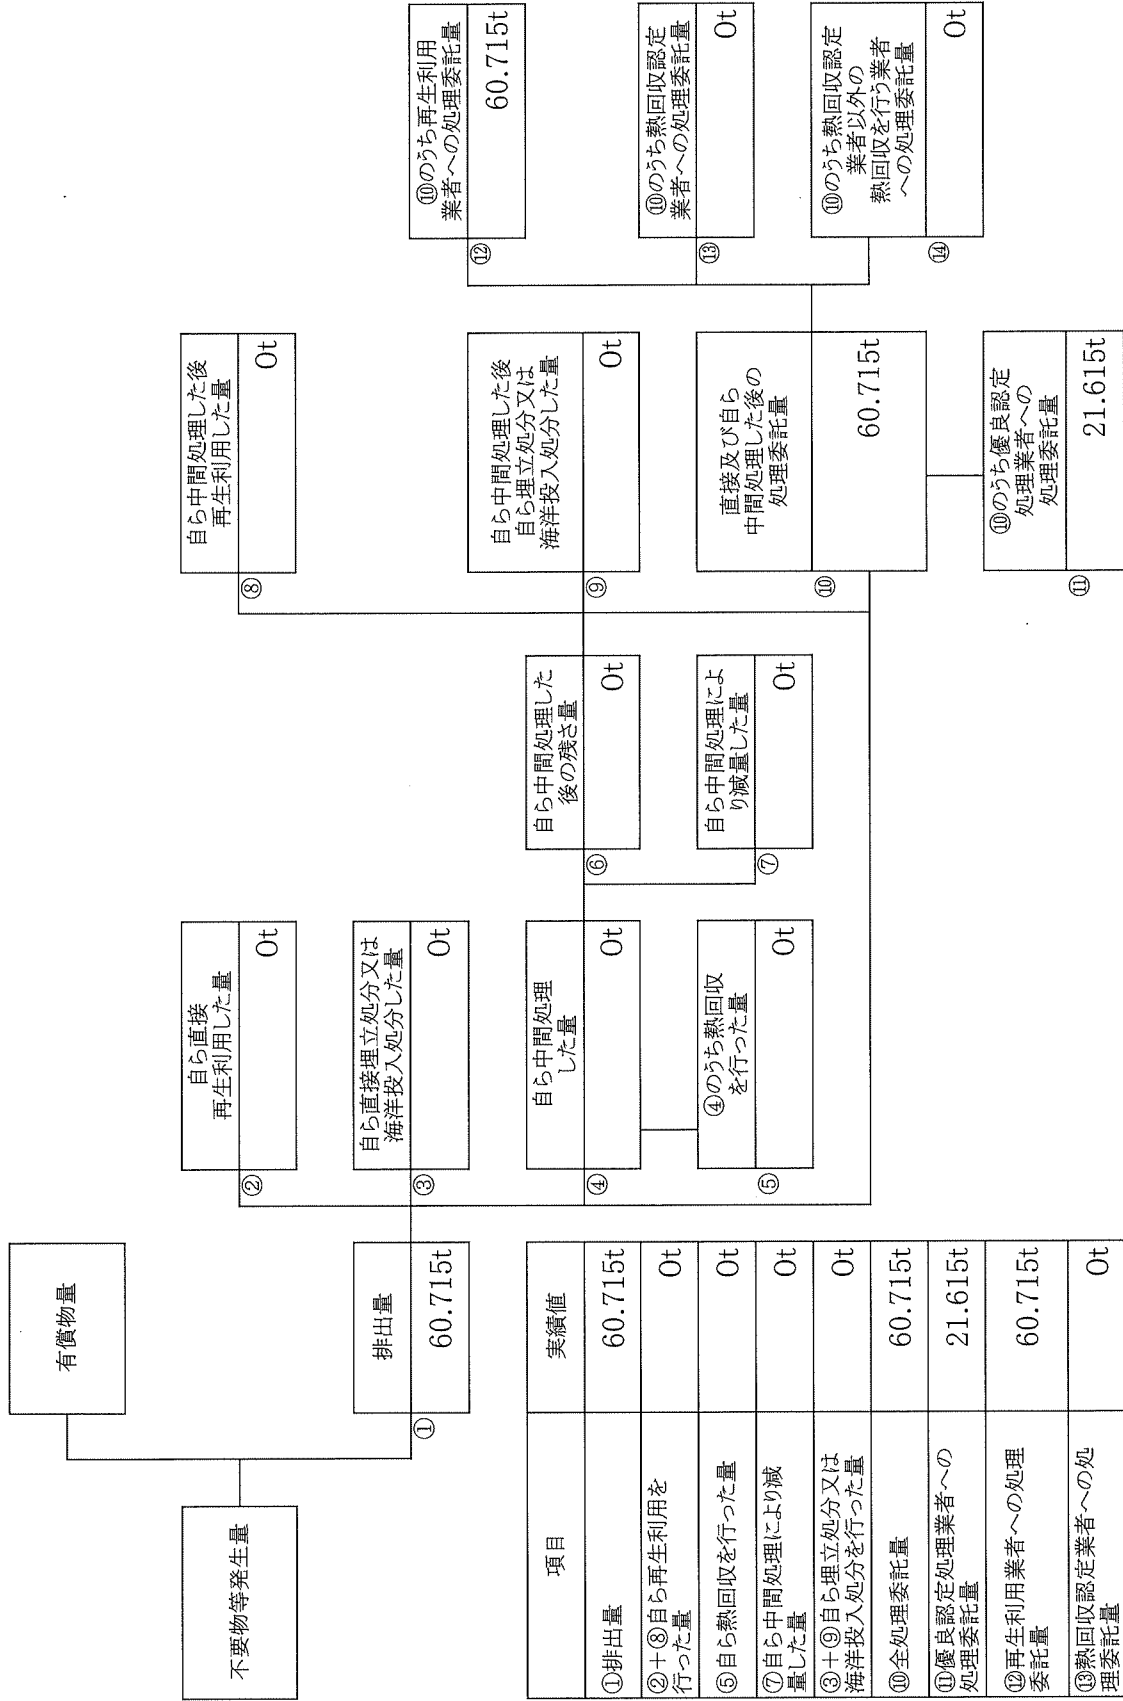 不要物等発生量
有償物量
排出量
①
60.715t
自ら直接
再生利用した量
②
0t
自ら直接埋立処分又は
海洋投入処分した量
③
0t
自ら中間処理
した量
④
0t
④のうち熱回収
を行った量
⑤
0t
自ら中間処理した
後の残さ量
⑥
0t
自ら中間処理によ
り減量した量
⑦
0t
自ら中間処理した後
再生利用した量
⑧
0t
自ら中間処理した後
自ら埋立処分又は
海洋投入処分した量
⑨
0t
直接及び自ら
中間処理した後の
処理委託量
⑩
60.715t
⑩のうち優良認定
処理業者への
処理委託量
⑪
21.615t
⑩のうち再生利用
業者への処理委託量
⑫
60.715t
⑩のうち熱回収認定
業者への処理委託量
⑬
0t
⑩のうち熱回収認定
業者以外の
熱回収を行う業者
への処理委託量
⑭
0t
項目 実績値
①排出量 60.715t
②+⑧自ら再生利用を
行った量 0t
⑤自ら熱回収を行った量 0t
⑦自ら中間処理により減
量した量 0t
③+⑨自ら埋立処分又は
海洋投入処分を行った量 0t
⑩全処理委託量 60.715t
⑪優良認定処理業者への
処理委託量 21.615t
⑫再生利用業者への処理
委託量 60.715t
⑬熱回収認定業者への処
理委託量 0t